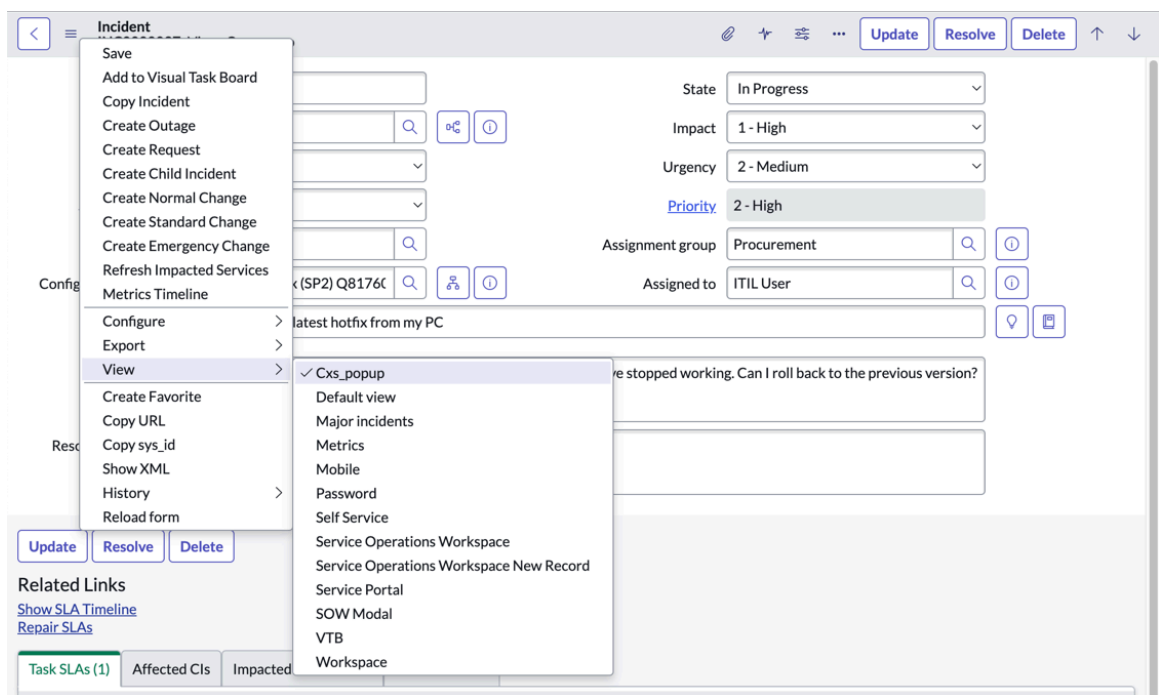 Incident
Update Resolve Delete
Save
Add to Visual Task Board
Copy Incident
Create Outage
Create Request
Create Child Incident
Create Normal Change
Create Standard Change
Create Emergency Change
Refresh Impacted Services
Metrics Timeline
Configure
Export
View
Create Favorite
Copy URL
Copy sys_id
Show XML
History
Reload form
Cxs_popup
Default view
Major incidents
Metrics
Mobile
Password
Self Service
Service Operations Workspace
Service Operations Workspace New Record
Service Portal
SOW Modal
VTB
Workspace
State In Progress
Impact 1 - High
Urgency 2 - Medium
Priority 2 - High
Assignment group Procurement
Config (SP2) Q8176 Assigned to ITIL User
latest hotfix from my PC
stopped working. Can I roll back to the previous version?
Update Resolve Delete
Related Links
Show SLA Timeline
Repair SLAs
Task SLAs (1) Affected CIs Impacted